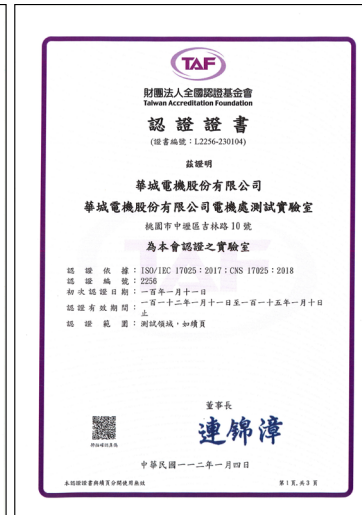 TAF
財團法人全國認證基金會
Taiwan Accreditation Foundation
認 證 證 書
(證書編號：L2256-230104)
茲證明
華城電機股份有限公司
華城電機股份有限公司電機處測試實驗室
桃園市中壢區吉林路10號
為本會認證之實驗室
認 證 依 據：ISO/IEC 17025：2017；CNS 17025：2018
認 證 編 號：2256
初次認證日期：一百年一月十一日
認證有效期間：一百一十二年一月十一日至一百一十五年一月十日
止
認 證 範 圍：測試領域，如續頁
董事長
連錦漳
中華民國一一二年一月四日
本認證證書與續頁分開使用無效
第1頁,共3頁